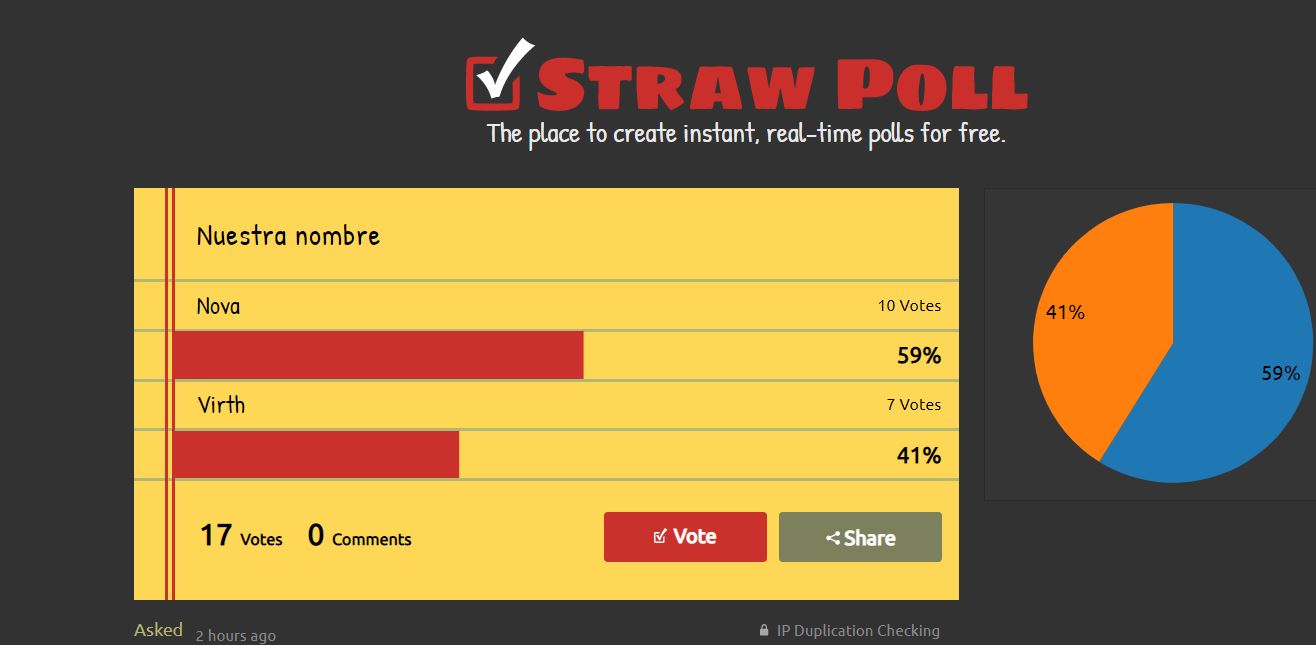 STRAW POLL
The place to create instant, real-time polls for free.
Nuestra nombre
Nova 10 Votes
59%
Virth 7 Votes
41%
17 Votes 0 Comments Vote Share
Asked 2 hours ago IP Duplication Checking
41%
59%